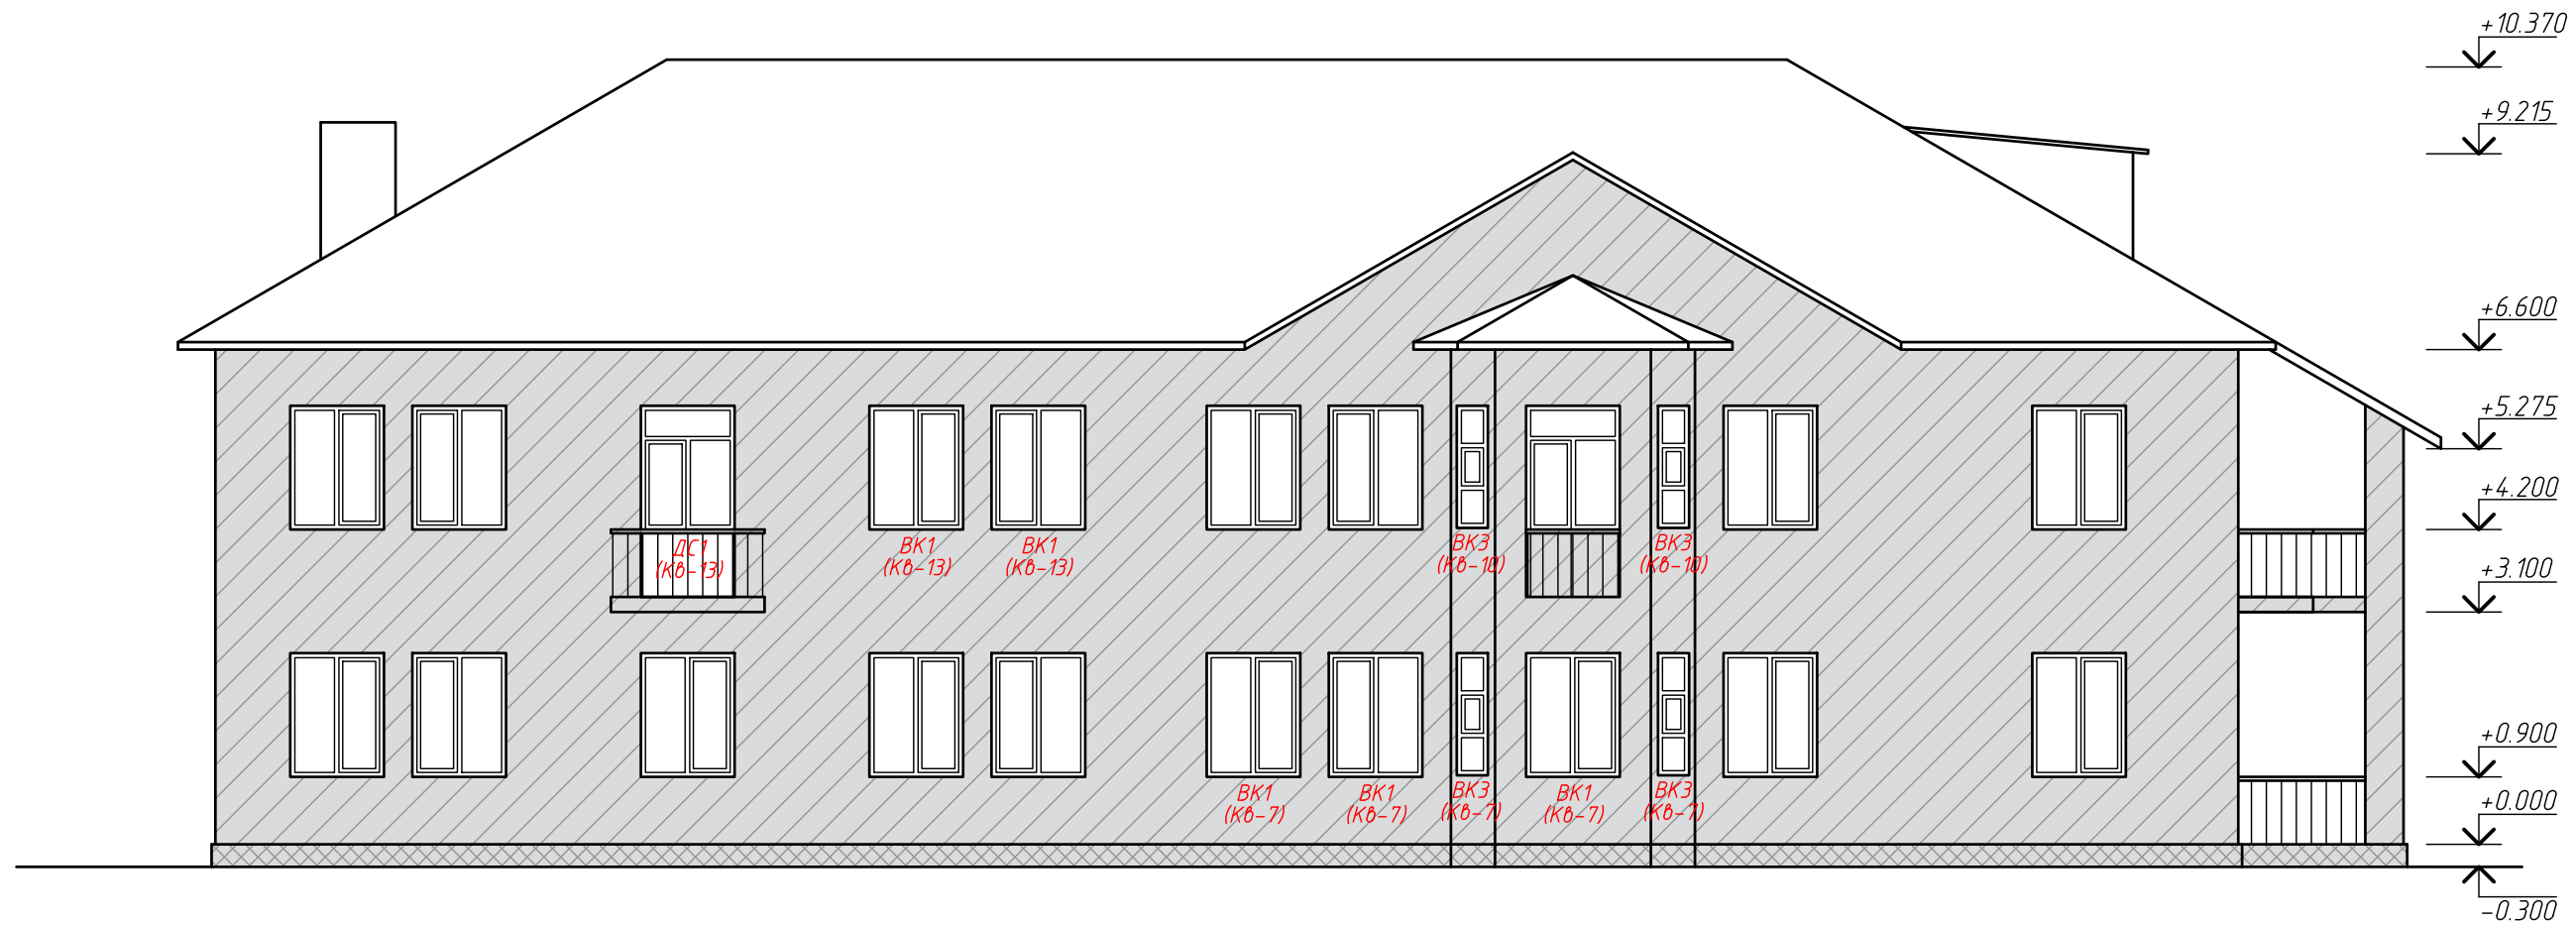 +10.370
+9.215
+6.600
+5.275
+4.200
+3.100
+0.900
+0.000
-0.300
ДС1
(Кв-13)
ВК1
(Кв-13)
ВК1
(Кв-13)
ВК3
(Кв-10)
ВК3
(Кв-10)
ВК1
(Кв-7)
ВК1
(Кв-7)
ВК3
(Кв-7)
ВК1
(Кв-7)
ВК3
(Кв-7)